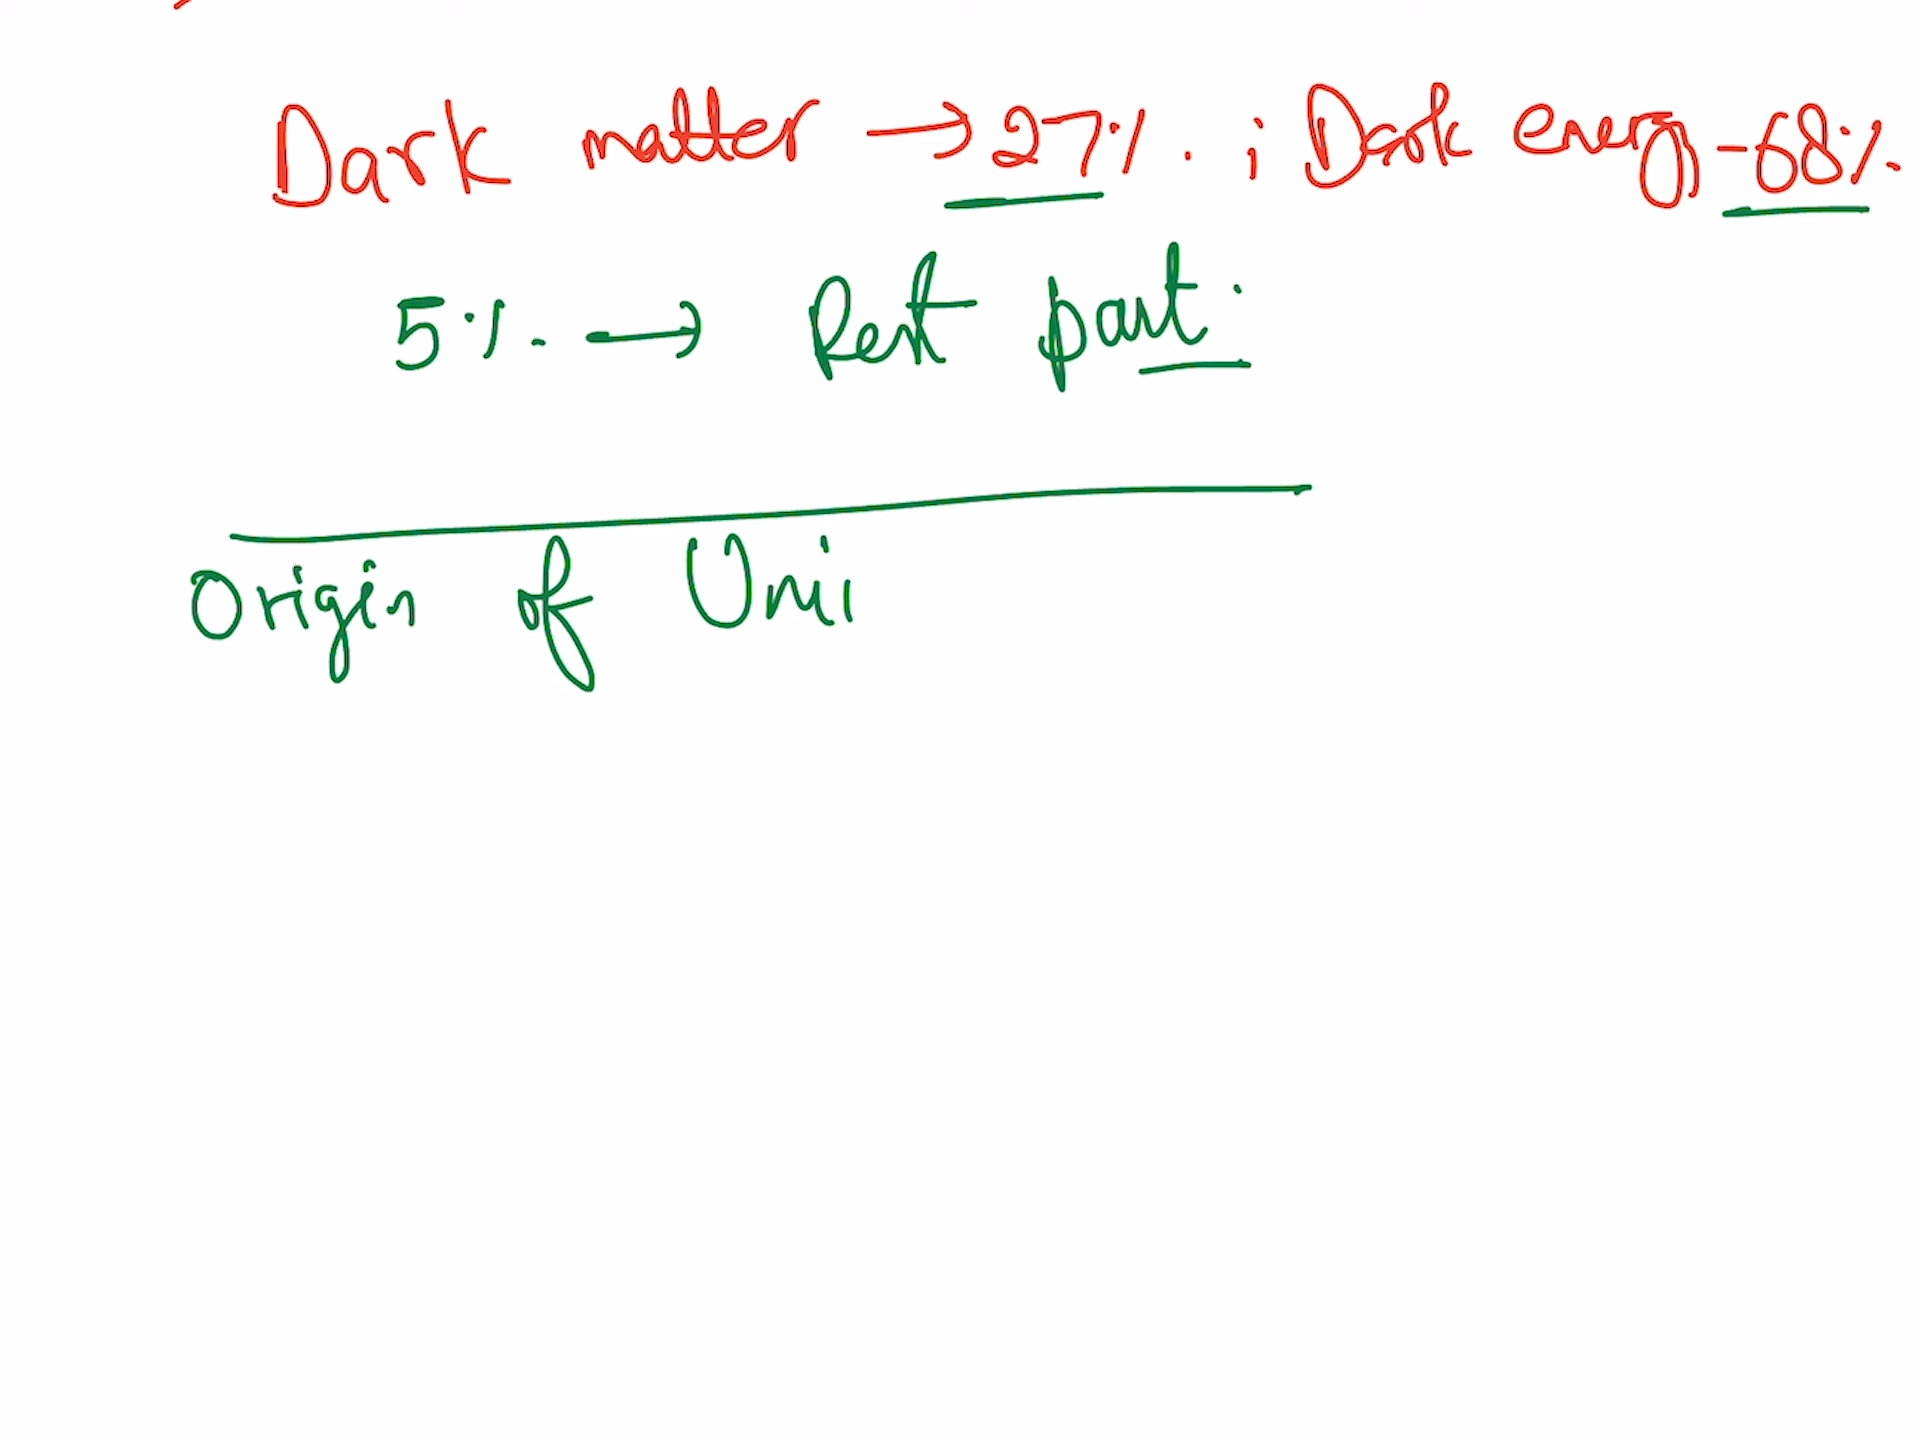 Dark matter → 27%. ; Dark energy - 68%.
5%. → Rest part.
Origin of Uni